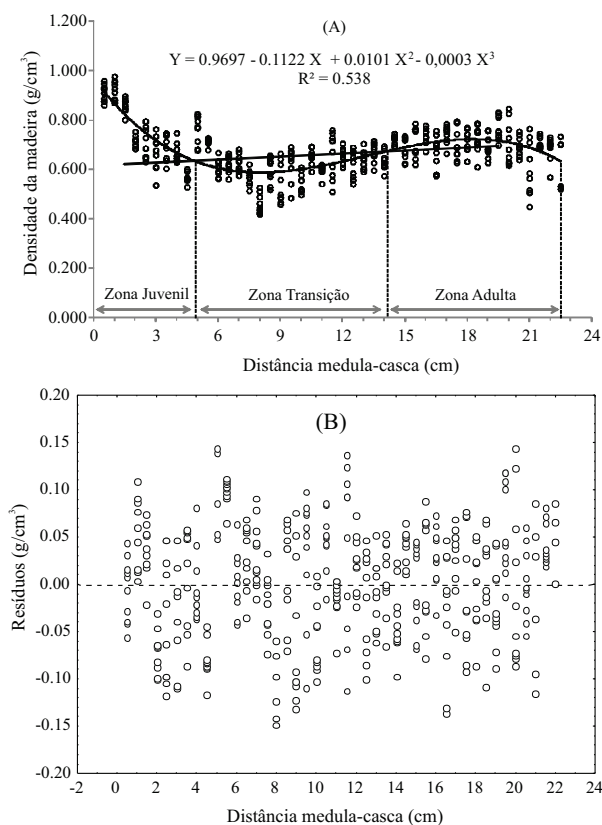 (A)
Y = 0.9697 - 0.1122 X + 0.0101 X² - 0,0003 X³
R² = 0.538
Densidade da madeira (g/cm³)
1.200
1.000
0.800
0.600
0.400
0.200
0.000
Zona Juvenil
Zona Transição
Zona Adulta
0 3 6 9 12 15 18 21 24
Distância medula-casca (cm)
(B)
Resíduos (g/cm³)
0.20
0.15
0.10
0.05
0.00
-0.05
-0.10
-0.15
-0.20
-2 0 2 4 6 8 10 12 14 16 18 20 22 24
Distância medula-casca (cm)